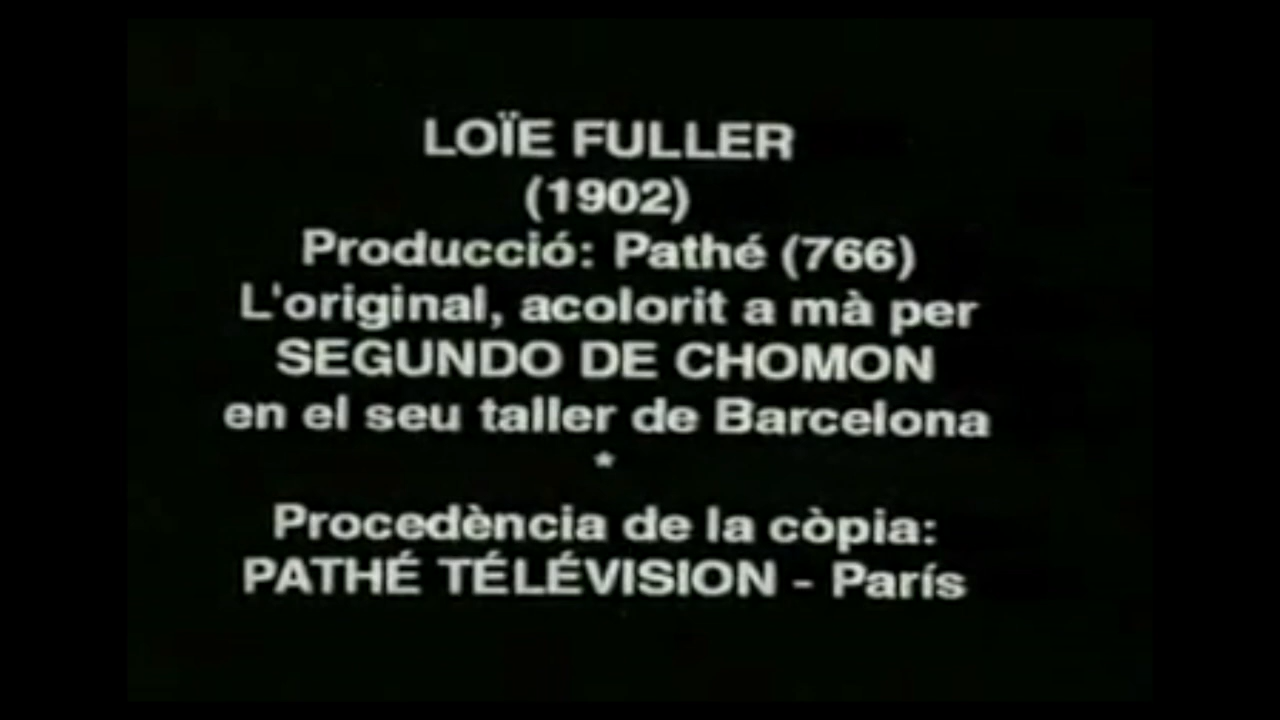 LOÏE FULLER
(1902)
Producció: Pathé (766)
L'original, acolorit a mà per
SEGUNDO DE CHOMON
en el seu taller de Barcelona
*
Procedència de la còpia:
PATHÉ TÉLÉVISION - París